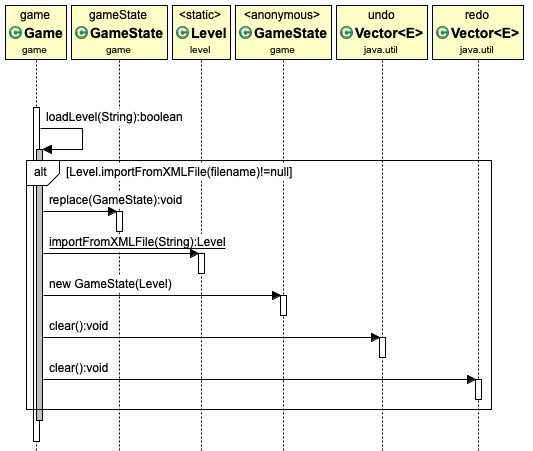 game gameState <static> <anonymous> undo redo
C Game C GameState C Level C GameState C Vector<E> C Vector<E>
game game level game java.util java.util
loadLevel(String):boolean
alt [Level.importFromXMLFile(filename)!=null]
replace(GameState):void
importFromXMLFile(String):Level
new GameState(Level)
clear():void
clear():void